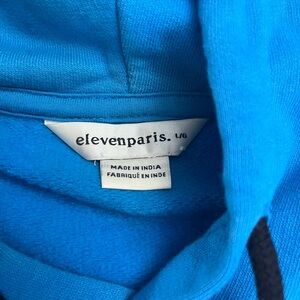 elevenparis. L/G
MADE IN INDIA
FABRIQUÉ EN INDE